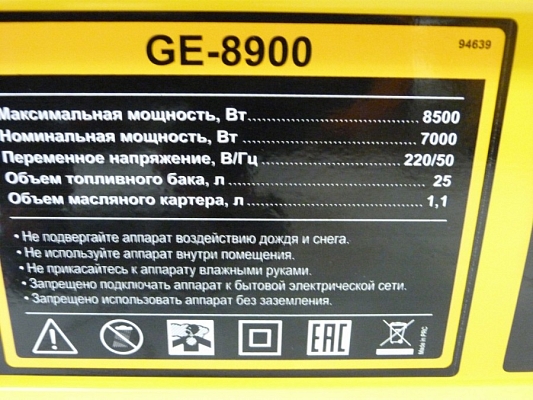 GE-8900
94639
Максимальная мощность, Вт 8500
Номинальная мощность, Вт 7000
Переменное напряжение, В/Гц 220/50
Объем топливного бака, л 25
Объем масляного картера, л 1,1
• Не подвергайте аппарат воздействию дождя и снега.
• Не используйте аппарат внутри помещения.
• Не прикасайтесь к аппарату влажными руками.
• Запрещено подключать аппарат к бытовой электрической сети.
• Запрещено использовать аппарат без заземления.
EAC
Made in PRC